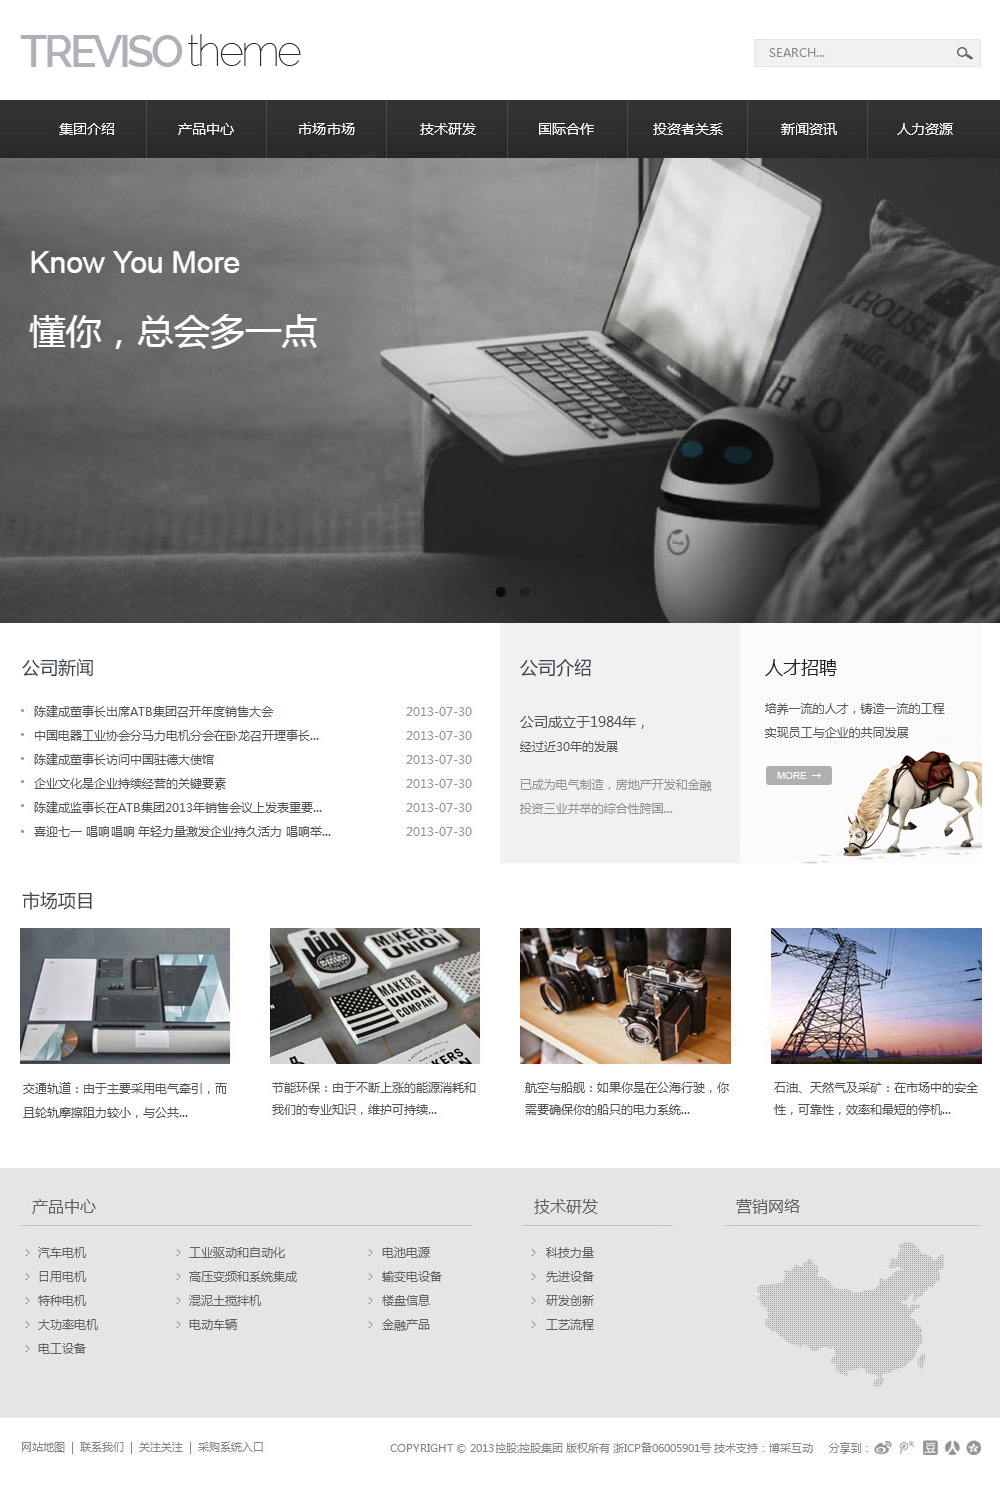 TREVISO theme
SEARCH...
集团介绍 产品中心 市场市场 技术研发 国际合作 投资者关系 新闻资讯 人力资源
Know You More
懂你，总会多一点
公司新闻
陈建成董事长出席ATB集团召开年度销售大会 2013-07-30
中国电器工业协会分马力电机分会在卧龙召开理事长... 2013-07-30
陈建成董事长访问中国驻德大使馆 2013-07-30
企业文化是企业持续经营的关键要素 2013-07-30
陈建成监事长在ATB集团2013年销售会议上发表重要... 2013-07-30
喜迎七一 唱响唱响 年轻力量激发企业持久活力 唱响举... 2013-07-30
公司介绍
公司成立于1984年，
经过近30年的发展
已成为电气制造，房地产开发和金融
投资三业并举的综合性跨国...
人才招聘
培养一流的人才，铸造一流的工程
实现员工与企业的共同发展
MORE →
市场项目
MAKERS UNION
MAKERS
UNION
COMPANY
交通轨道：由于主要采用电气牵引，而
且轮轨摩擦阻力较小，与公共...
节能环保：由于不断上涨的能源消耗和
我们的专业知识，维护可持续...
航空与船舰：如果你是在公海行驶，你
需要确保你的船只的电力系统...
石油、天然气及采矿：在市场中的安全
性，可靠性，效率和最短的停机...
产品中心
汽车电机
日用电机
特种电机
大功率电机
电工设备
工业驱动和自动化
高压变频和系统集成
混泥土搅拌机
电动车辆
电池电源
输变电设备
楼盘信息
金融产品
技术研发
科技力量
先进设备
研发创新
工艺流程
营销网络
网站地图 | 联系我们 | 关注关注 | 采购系统入口
COPYRIGHT © 2013控股;控股集团 版权所有 浙ICP备06005901号 技术支持：博采互动 分享到：